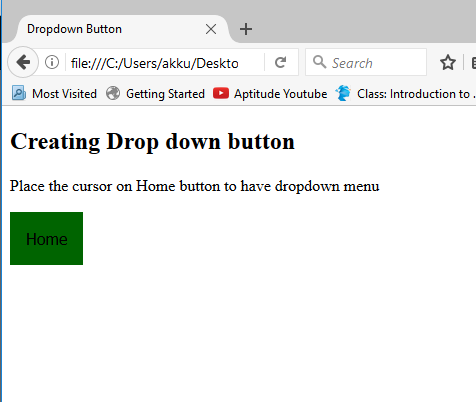 Dropdown Button
file:///C:/Users/akku/Deskto
Search
Most Visited Getting Started Aptitude Youtube Class: Introduction to .
Creating Drop down button
Place the cursor on Home button to have dropdown menu
Home